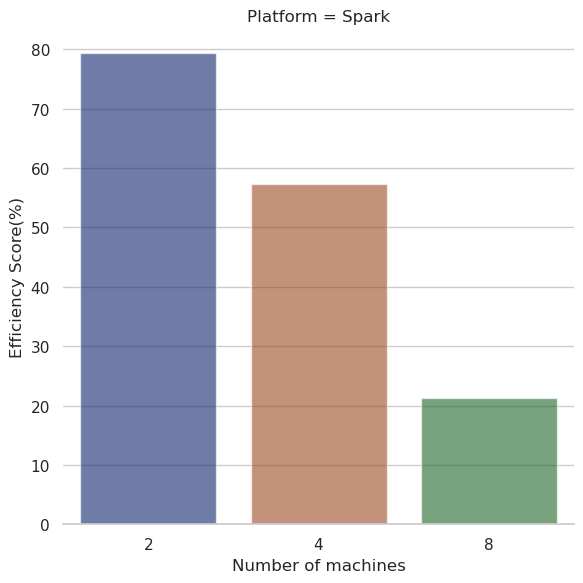 Platform = Spark
Efficiency Score(%)
80
70
60
50
40
30
20
10
0
2 4 8
Number of machines